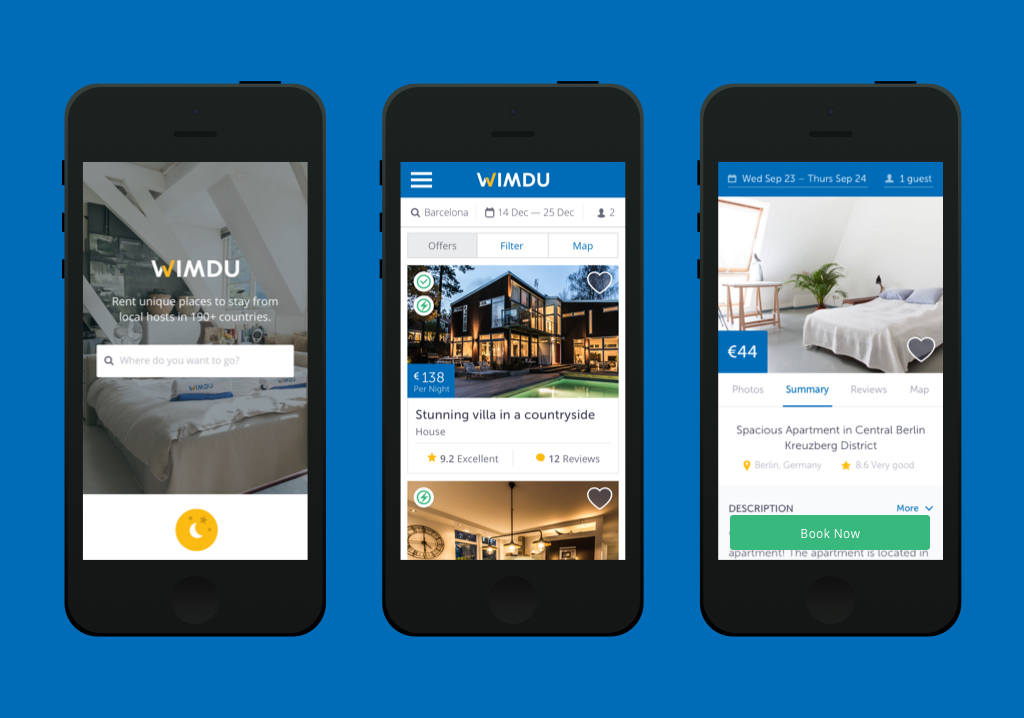 WIMDU
Rent unique places to stay from
local hosts in 190+ countries.
Where do you want to go?
WIMDU
WIMDU
WIMDU
Barcelona
14 Dec — 25 Dec
2
Offers
Filter
Map
€138
Per Night
Stunning villa in a countryside
House
9.2 Excellent
12 Reviews
Wed Sep 23 – Thurs Sep 24
1 guest
€44
Photos
Summary
Reviews
Map
Spacious Apartment in Central Berlin
Kreuzberg District
Berlin, Germany
8.6 Very good
DESCRIPTION
More
Book Now
apartment! The apartment is located in